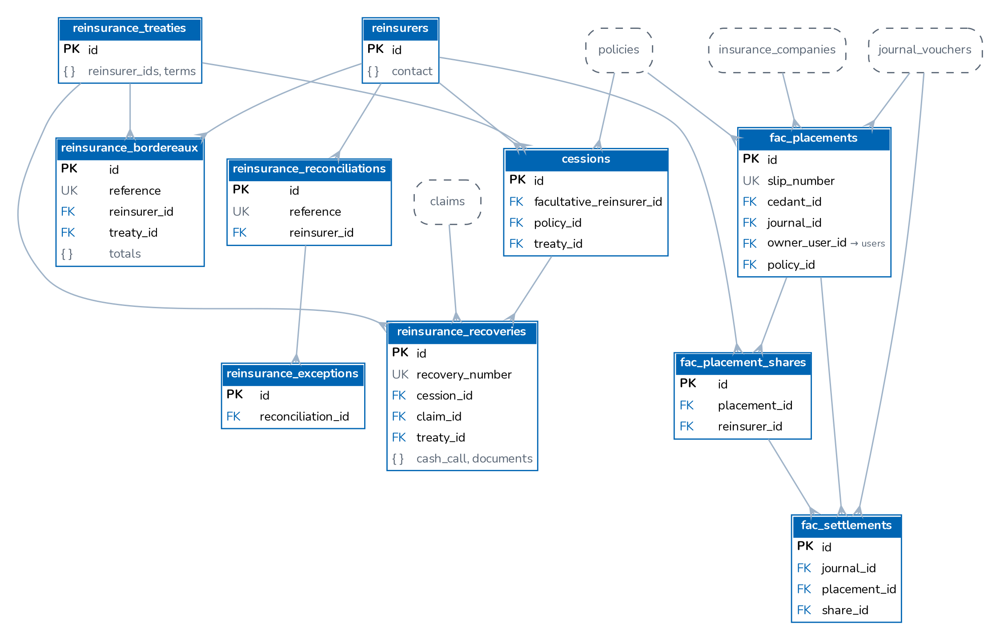 reinsurance_treaties
PK id
{ } reinsurer_ids, terms
reinsurers
PK id
{ } contact
policies
insurance_companies
journal_vouchers
reinsurance_bordereaux
PK id
UK reference
FK reinsurer_id
FK treaty_id
{ } totals
reinsurance_reconciliations
PK id
UK reference
FK reinsurer_id
claims
cessions
PK id
FK facultative_reinsurer_id
FK policy_id
FK treaty_id
fac_placements
PK id
UK slip_number
FK cedant_id
FK journal_id
FK owner_user_id → users
FK policy_id
reinsurance_exceptions
PK id
FK reconciliation_id
reinsurance_recoveries
PK id
UK recovery_number
FK cession_id
FK claim_id
FK treaty_id
{ } cash_call, documents
fac_placement_shares
PK id
FK placement_id
FK reinsurer_id
fac_settlements
PK id
FK journal_id
FK placement_id
FK share_id